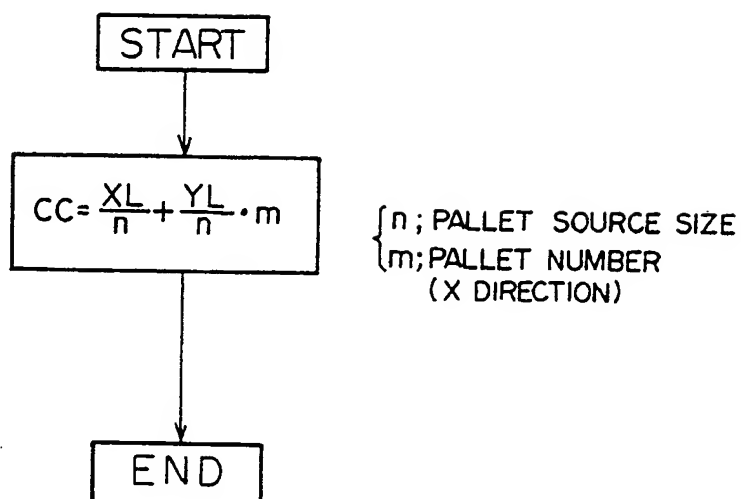 START
CC= XL/n + YL/n · m
n; PALLET SOURCE SIZE
m; PALLET NUMBER
(X DIRECTION)
END